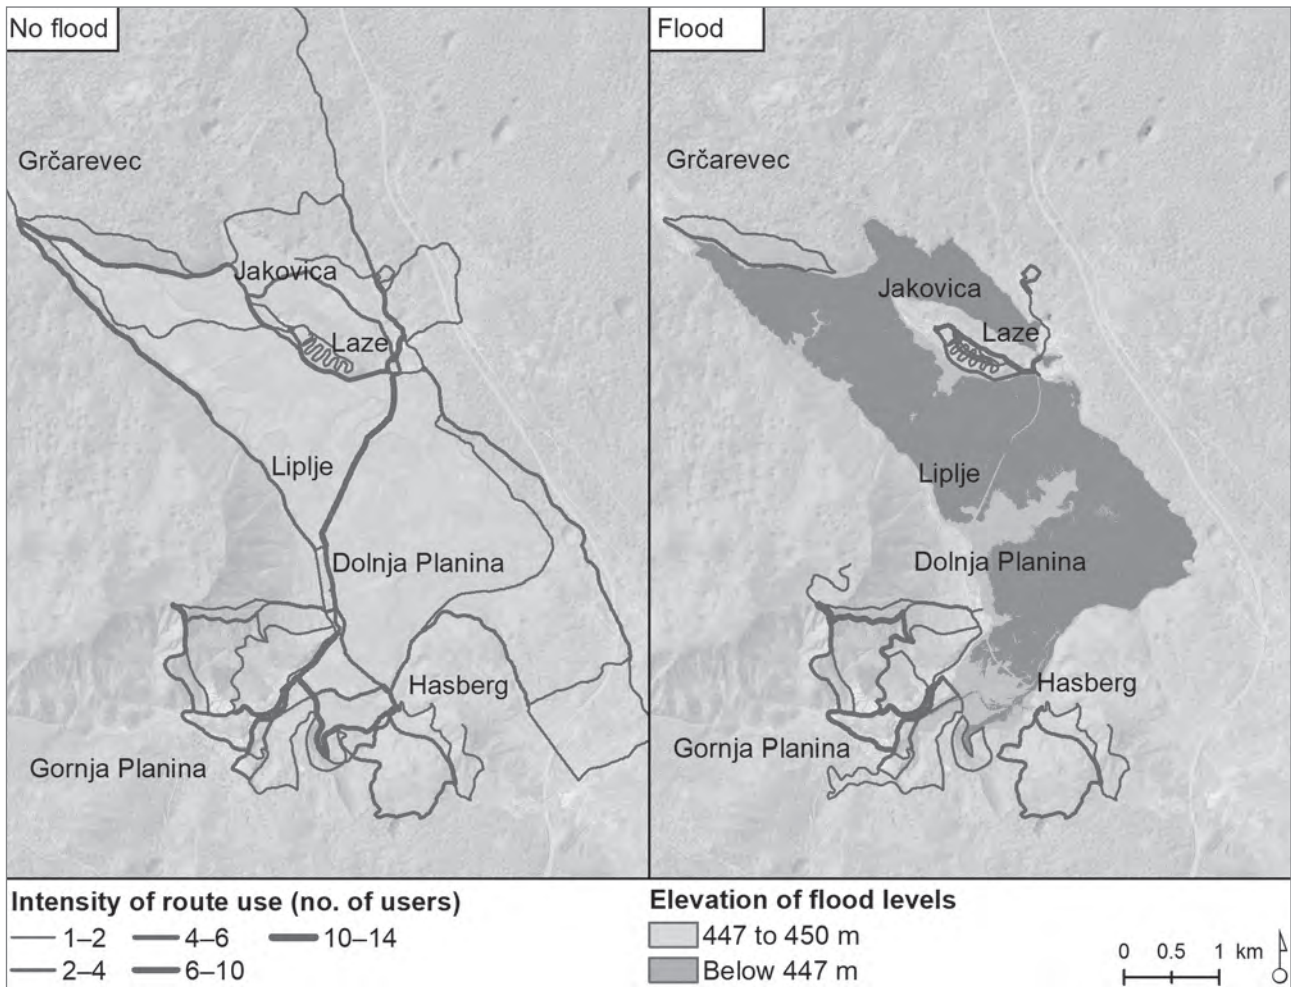 No flood
Grčarevec
Jakovica
Laze
Liplje
Dolnja Planina
Hasberg
Gornja Planina
Flood
Grčarevec
Jakovica
Laze
Liplje
Dolnja Planina
Hasberg
Gornja Planina
Intensity of route use (no. of users)
1–2 4–6 10–14
2–4 6–10
Elevation of flood levels
447 to 450 m
Below 447 m
0 0.5 1 km